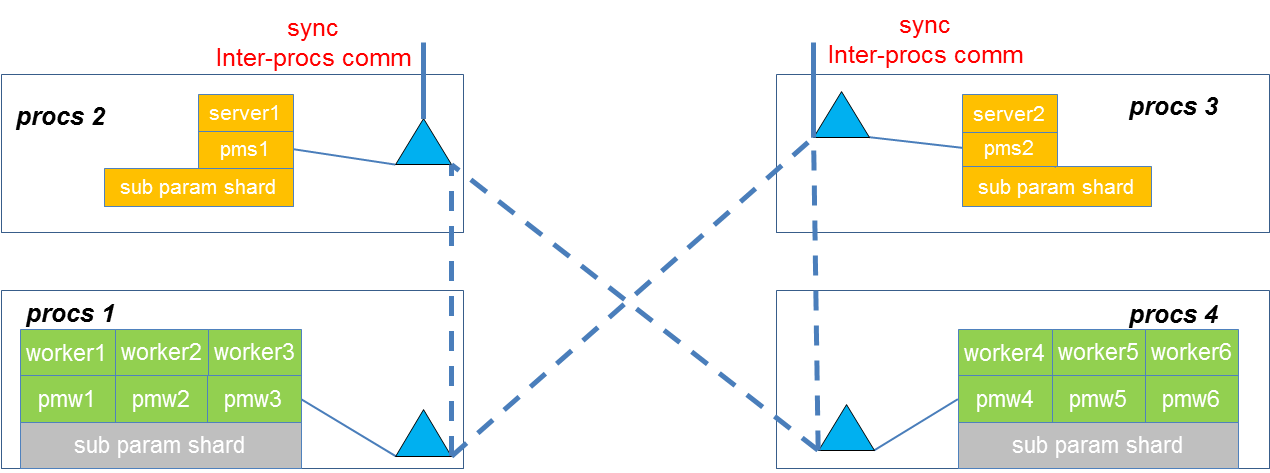 sync
Inter-procs comm
sync
Inter-procs comm
procs 2
server1
pms1
sub param shard
procs 3
server2
pms2
sub param shard
procs 1
worker1 worker2 worker3
pmw1 pmw2 pmw3
sub param shard
procs 4
worker4 worker5 worker6
pmw4 pmw5 pmw6
sub param shard